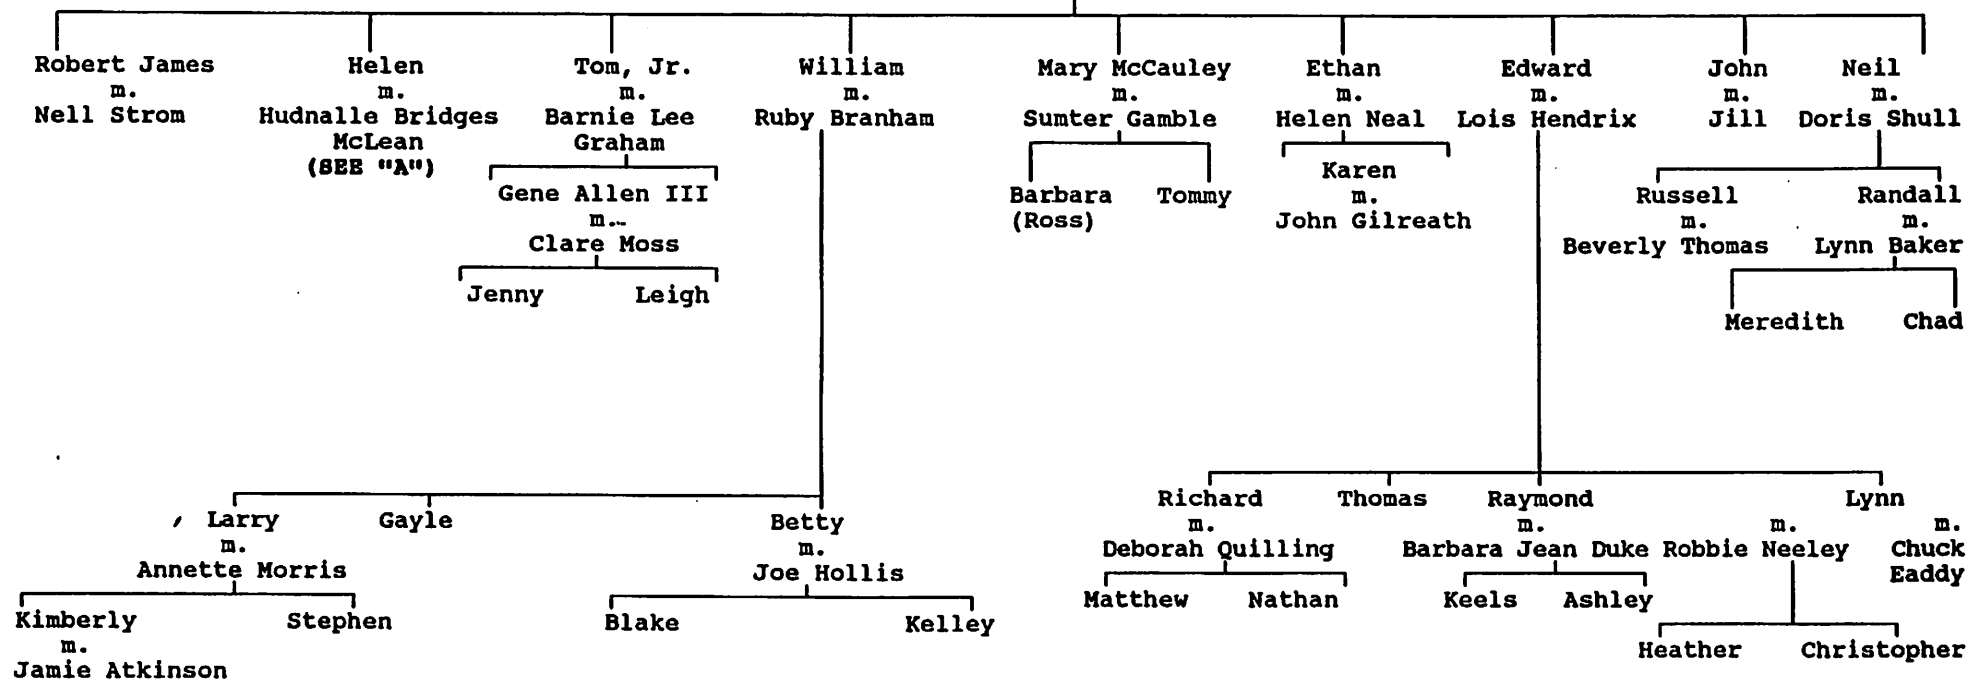 Robert James Helen Tom, Jr. William Mary McCauley Ethan Edward John Neil
m. m. m. m. m. m. m. m. m.
Nell Strom Hudnalle Bridges Barnie Lee Ruby Branham Sumter Gamble Helen Neal Lois Hendrix Jill Doris Shull
McLean Graham
(SEE "A") Karen
Gene Allen III Barbara Tommy m. Russell Randall
m. (Ross) John Gilreath m. m.
Clare Moss Beverly Thomas Lynn Baker
Jenny Leigh
Meredith Chad
Richard Thomas Raymond Lynn
Larry Gayle Betty m. m. m. m.
m. m. Deborah Quilling Barbara Jean Duke Robbie Neeley Chuck
Annette Morris Joe Hollis Eaddy
Matthew Nathan Keels Ashley
Kimberly Stephen Blake Kelley
m. Heather Christopher
Jamie Atkinson